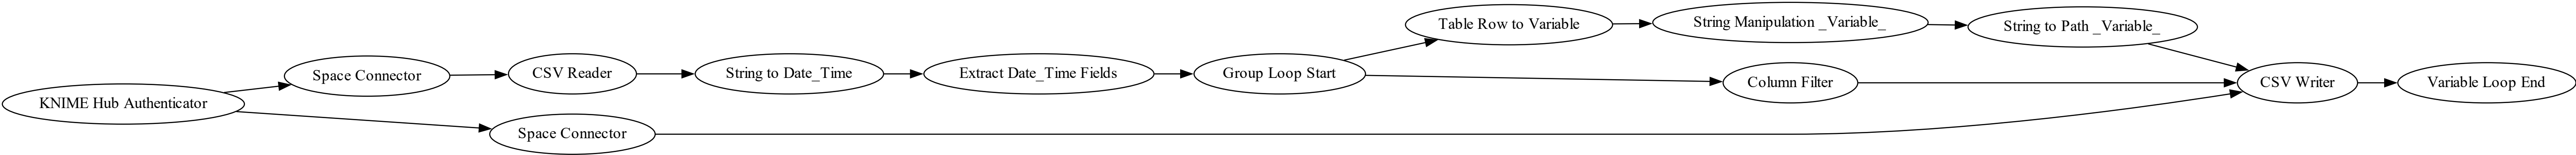 KNIME Hub Authenticator
Space Connector
CSV Reader
String to Date_Time
Extract Date_Time Fields
Group Loop Start
Table Row to Variable
String Manipulation _Variable_
String to Path _Variable_
Column Filter
Space Connector
CSV Writer
Variable Loop End